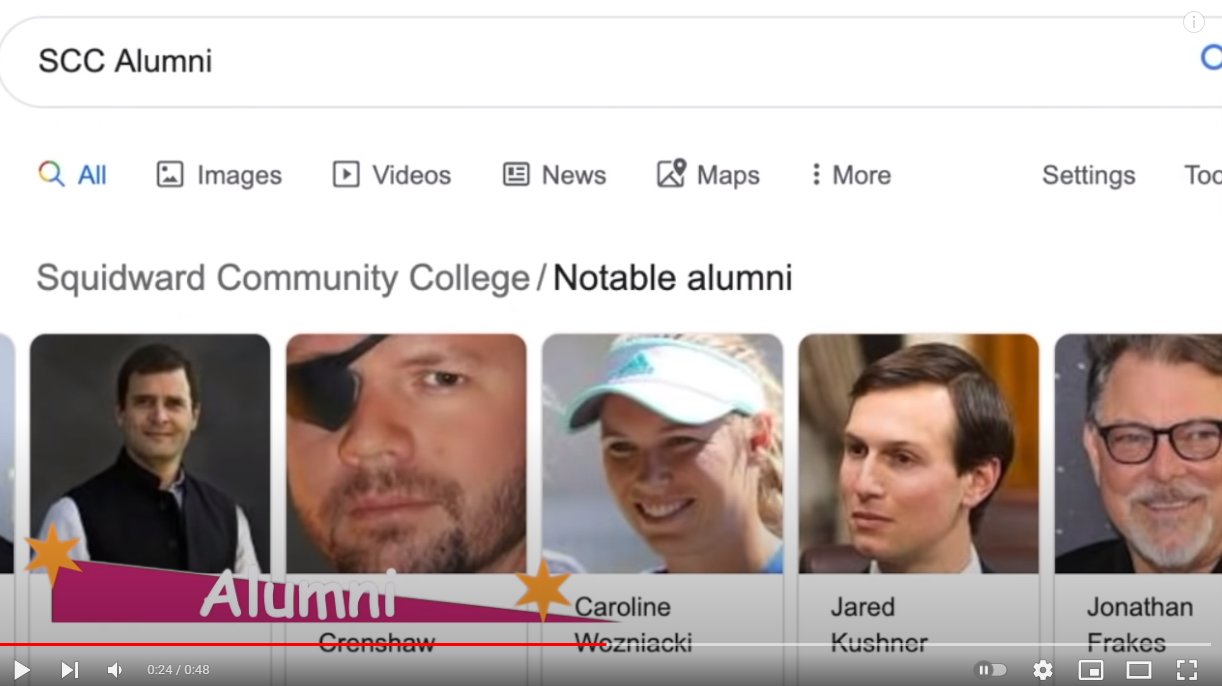 SCC Alumni
All Images Videos News Maps More Settings
Squidward Community College / Notable alumni
Alumni
Caroline Jared Jonathan
Crenshaw Wozniacki Kushner Frakes
0:24 / 0:48